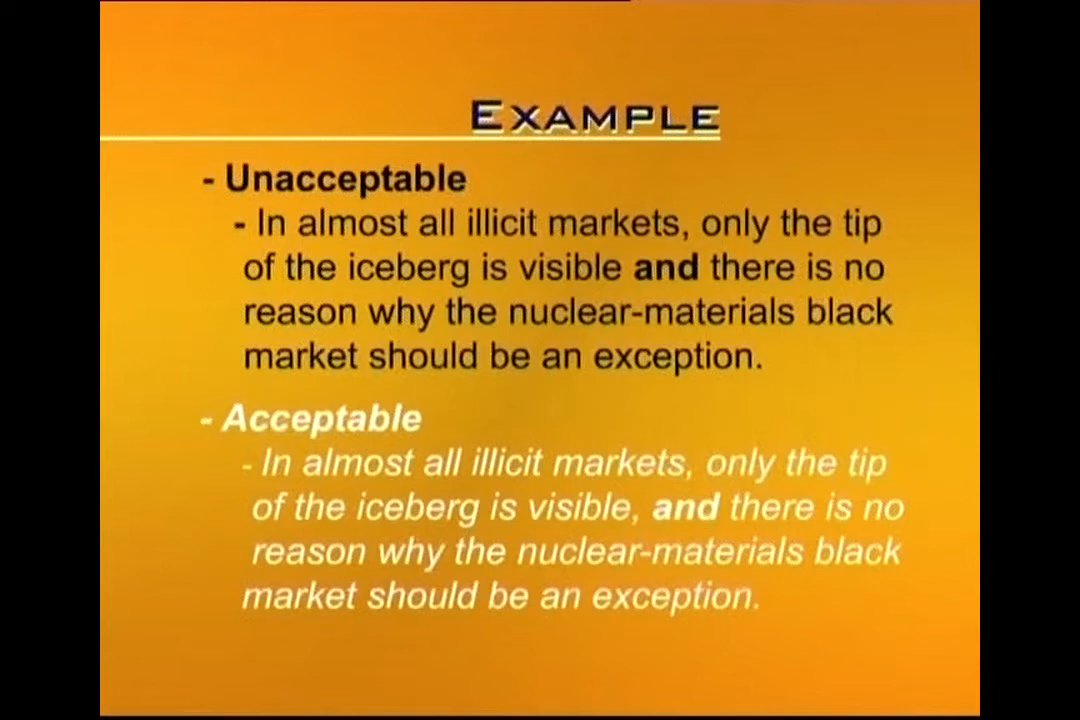 EXAMPLE
- Unacceptable
- In almost all illicit markets, only the tip
of the iceberg is visible and there is no
reason why the nuclear-materials black
market should be an exception.
- Acceptable
- In almost all illicit markets, only the tip
of the iceberg is visible, and there is no
reason why the nuclear-materials black
market should be an exception.